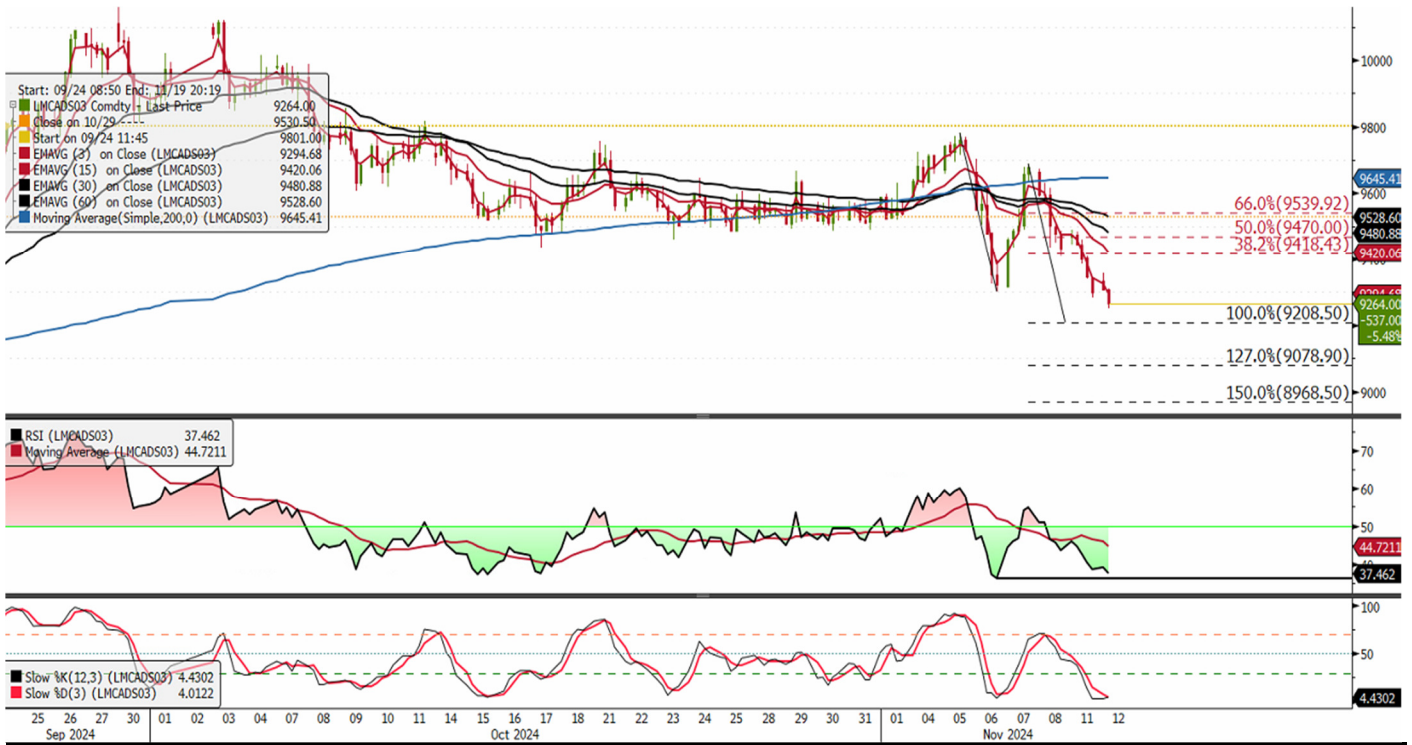 10000
9800
9600
9400
9000
Start: 09/24 08:50 End: 11/19 20:19
LMCADS03 Comdty - Last Price 9264.00
Close on 10/29 ---- 9530.50
Start on 09/24 11:45 9801.00
EMAVG (3) on Close (LMCADS03) 9294.68
EMAVG (15) on Close (LMCADS03) 9420.06
EMAVG (30) on Close (LMCADS03) 9480.88
EMAVG (60) on Close (LMCADS03) 9528.60
Moving Average(Simple,200,0) (LMCADS03) 9645.41
9645.41
66.0%(9539.92)
9528.60
50.0%(9470.00)
9480.88
38.2%(9418.43)
9420.06
9294.68
9264.00
-537.00
-5.48%
100.0%(9208.50)
127.0%(9078.90)
150.0%(8968.50)
RSI (LMCADS03) 37.462
Moving Average (LMCADS03) 44.7211
70
60
50
44.7211
37.462
Slow %K(12,3) (LMCADS03) 4.4302
Slow %D(3) (LMCADS03) 4.0122
100
50
4.4302
25 26 27 30 01 02 03 04 07 08 09 10 11 14 15 16 17 18 21 22 23 24 25 28 29 30 31 01 04 05 06 07 08 11 12
Sep 2024 Oct 2024 Nov 2024